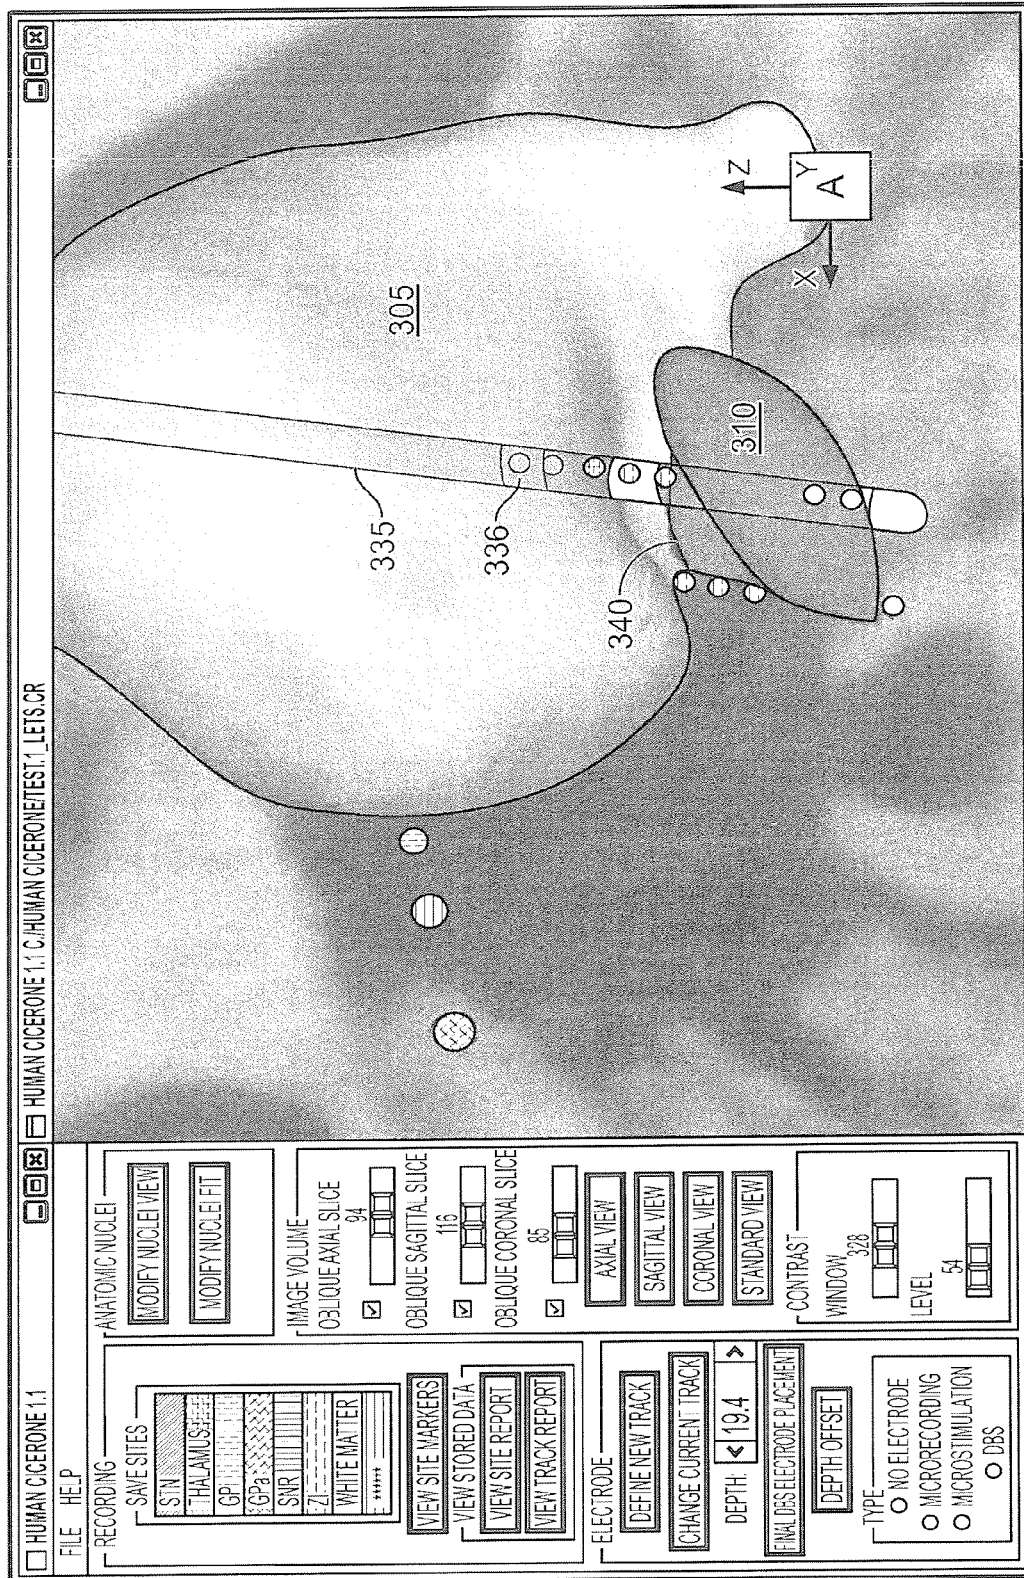 HUMAN CICERONE 1.1
FILE HELP
RECORDING
SAVE SITES
STN
THALAMUS
GPi
GPa
SNR
ZI
WHITE MATTER
*****
VIEW SITE MARKERS
VIEW STORED DATA
VIEW SITE REPORT
VIEW TRACK REPORT
ELECTRODE
DEFINE NEW TRACK
CHANGE CURRENT TRACK
DEPTH: < 19.4 >
FINAL DBS ELECTRODE PLACEMENT
DEPTH OFFSET
TYPE
NO ELECTRODE
MICRORECORDING
MICROSTIMULATION
DBS
ANATOMIC NUCLEI
MODIFY NUCLEI VIEW
MODIFY NUCLEI FIT
IMAGE VOLUME
OBLIQUE AXIAL SLICE
94
OBLIQUE SAGITTAL SLICE
116
OBLIQUE CORONAL SLICE
85
AXIAL VIEW
SAGITTAL VIEW
CORONAL VIEW
STANDARD VIEW
CONTRAST
WINDOW
328
LEVEL
54
HUMAN CICERONE 1.1 C:/HUMAN CICERONE/TEST.1_LETS.CR
305
335
336
340
310
Z
Y
A
X